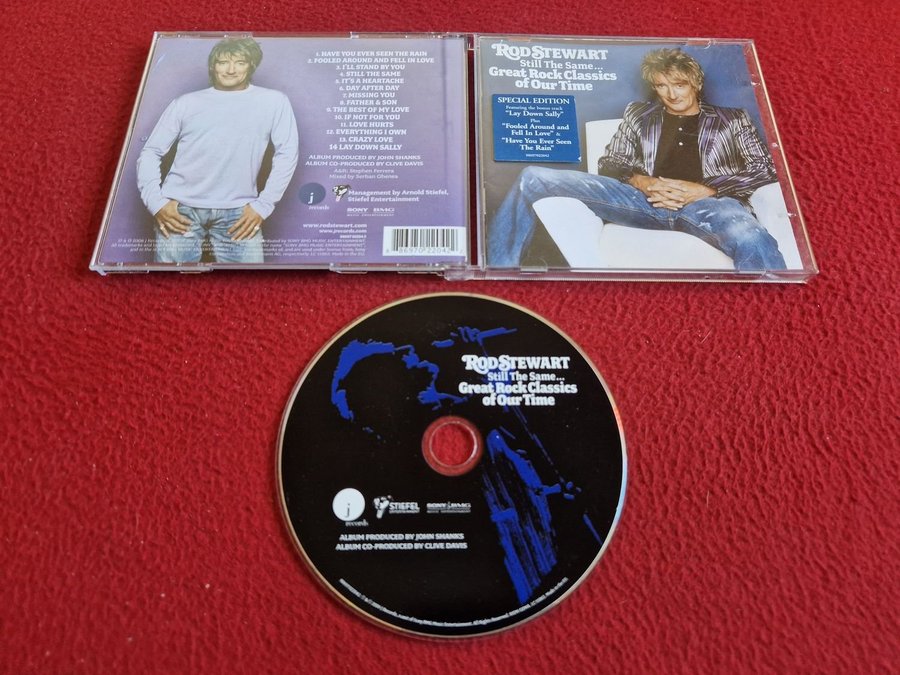 1. HAVE YOU EVER SEEN THE RAIN
2. FOOLED AROUND AND FELL IN LOVE
3. I'LL STAND BY YOU
4. STILL THE SAME
5. IT'S A HEARTACHE
6. DAY AFTER DAY
7. MISSING YOU
8. FATHER & SON
9. THE BEST OF MY LOVE
10. IF NOT FOR YOU
11. LOVE HURTS
12. EVERYTHING I OWN
13. CRAZY LOVE
14 LAY DOWN SALLY
ALBUM PRODUCED BY JOHN SHANKS
ALBUM CO-PRODUCED BY CLIVE DAVIS
A&R: Stephen Ferrera
Mixed by Serban Ghenea
j
records
Management by Arnold Stiefel,
Stiefel Entertainment
www.rodstewart.com
www.jrecords.com
SONY BMG
MUSIC ENTERTAINMENT
ROD STEWART
Still The Same...
Great Rock Classics
of Our Time
SPECIAL EDITION
Featuring the bonus track
"Lay Down Sally"
Plus
"Fooled Around and
Fell In Love" &
"Have You Ever Seen
The Rain"
ROD STEWART
Still The Same...
Great Rock Classics
of Our Time
j
records
STIEFEL
ENTERTAINMENT
SONY BMG
MUSIC ENTERTAINMENT
ALBUM PRODUCED BY JOHN SHANKS
ALBUM CO-PRODUCED BY CLIVE DAVIS